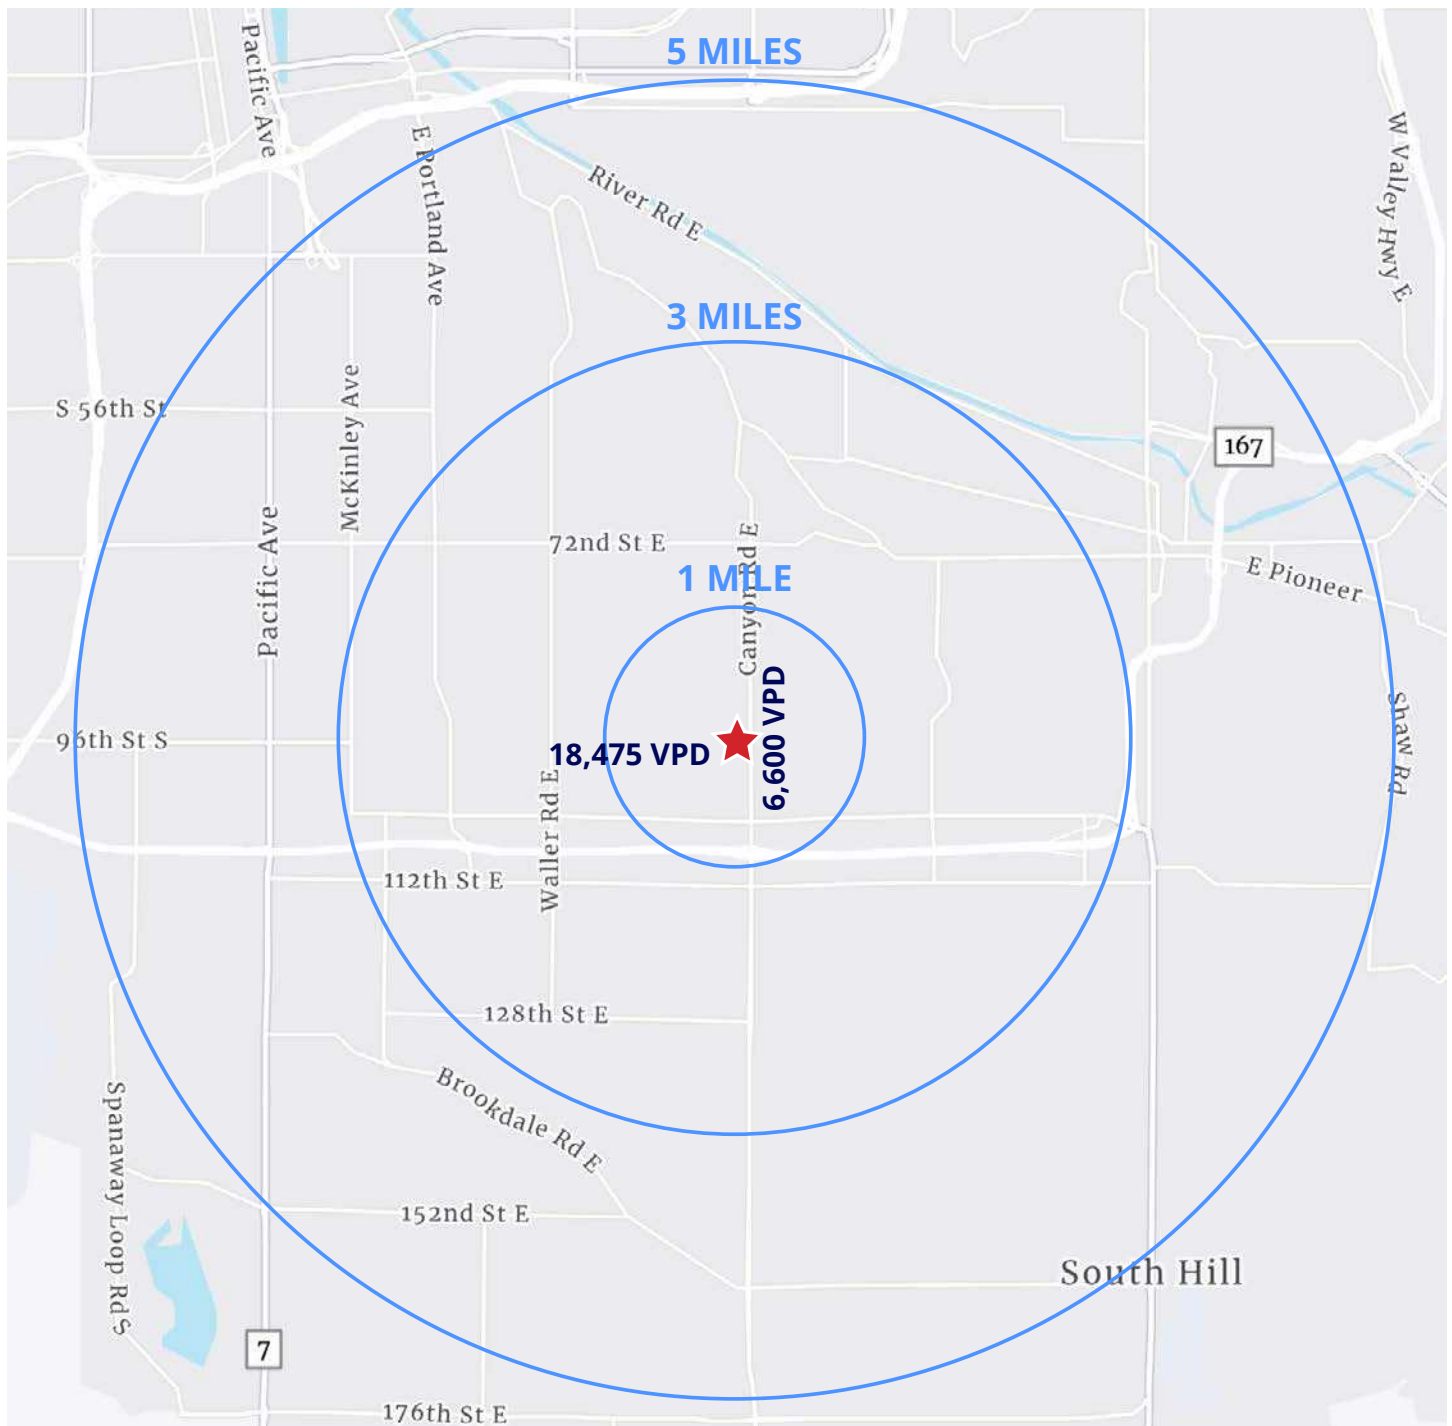 5 MILES
Pacific Ave
E Portland Ave
W Valley Hwy E
River Rd E
3 MILES
McKinley Ave
S 56th St
167
Pacific Ave
72nd St E
Canyon Rd E
1 MILE
E Pioneer
96th St S
18,475 VPD
6,600 VPD
Shaw Rd
Waller Rd E
112th St E
128th St E
Brookdale Rd E
Spanaway Loop Rd S
152nd St E
South Hill
7
176th St E